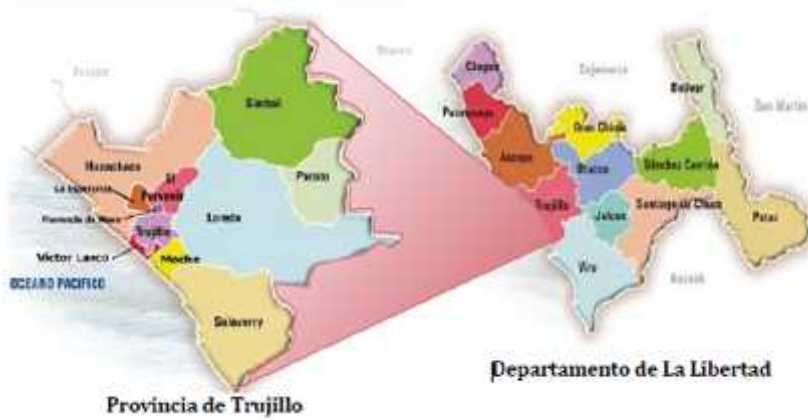 Simbal
Huanchaco
La Esperanza
El
Porvenir
Poroto
Florencia de Mora
Laredo
Trujillo
Victor Larco
Moche
OCEANO PACIFICO
Salaverry
Provincia de Trujillo
Chepen
Cajamarca
Bolivar
San Martín
Pacasmayo
Gran Chimú
Ascope
Otuzco
Sánchez Carrión
Trujillo
Julcan
Santiago de Chuco
Pataz
Viru
Ancash
Departamento de La Libertad